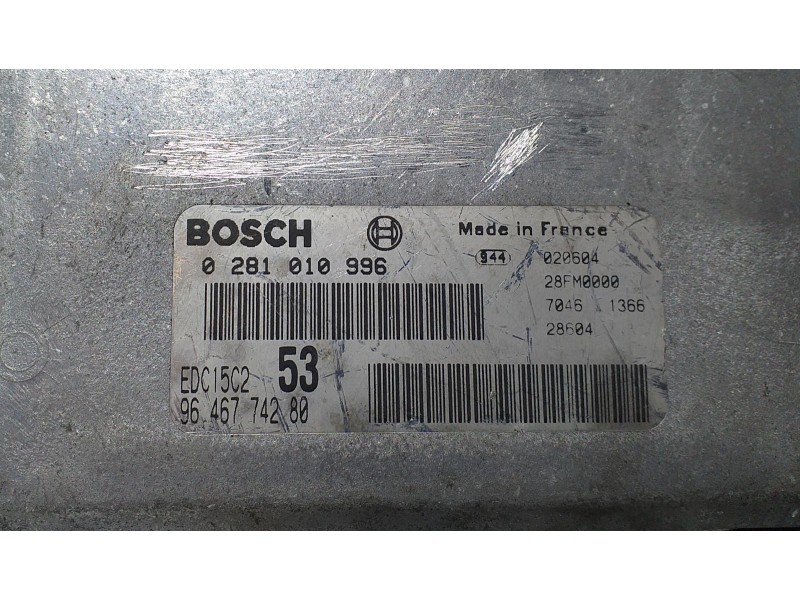 BOSCH Made in France
0 281 010 996 944 020604
28FM0000
7046 1366
28604
EDC15C2 53
96 467 742 80